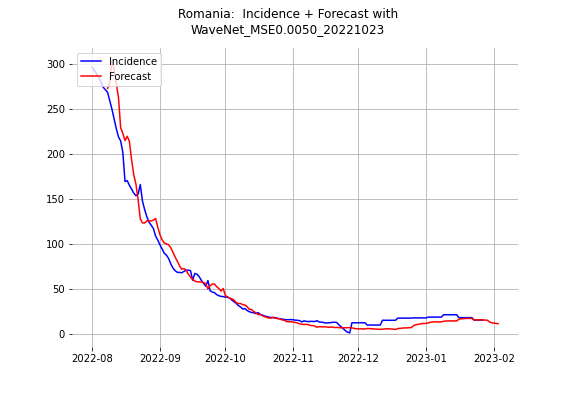 Romania: Incidence + Forecast with
WaveNet_MSE0.0050_20221023
Incidence
Forecast
300
250
200
150
100
50
0
2022-08 2022-09 2022-10 2022-11 2022-12 2023-01 2023-02